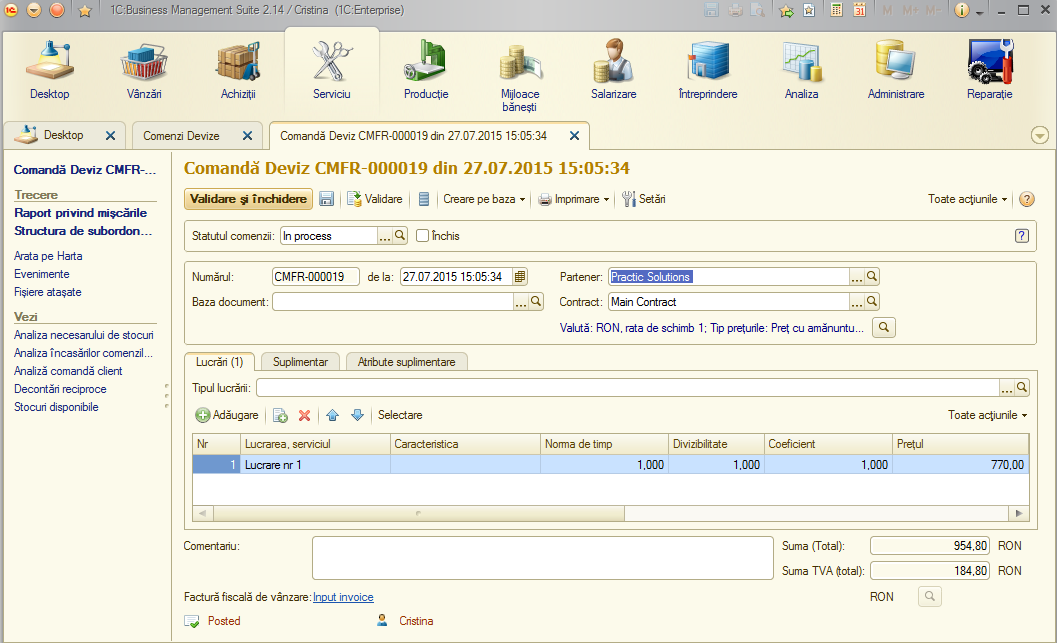 1C:Business Management Suite 2.14 / Cristina (1C:Enterprise)
M M+ M-
Desktop
Vânzări
Achiziții
Serviciu
Producție
Mijloace
bănești
Salarizare
Întreprindere
Analiza
Administrare
Reparație
Desktop
Comenzi Devize
Comandă Deviz CMFR-000019 din 27.07.2015 15:05:34
Comandă Deviz CMFR-...
Trecere
Raport privind mișcările
Structura de subordon...
Arata pe Harta
Evenimente
Fișiere atașate
Vezi
Analiza necesarului de stocuri
Analiza încasărilor comenzil...
Analiză comandă client
Decontări reciproce
Stocuri disponibile
Comandă Deviz CMFR-000019 din 27.07.2015 15:05:34
Validare și închidere
Validare
Creare pe baza
Imprimare
Setări
Toate acțiunile
Statutul comenzii: In process ... Închis
Numărul: CMFR-000019 de la: 27.07.2015 15:05:34
Partener: Practic Solutions ...
Baza document: ...
Contract: Main Contract ...
Valută: RON, rata de schimb 1; Tip prețurile: Preț cu amănuntu...
Lucrări (1)
Suplimentar
Atribute suplimentare
Tipul lucrării: ...
Adăugare
Selectare
Toate acțiunile
Nr Lucrarea, serviciul Caracteristica Norma de timp Divizibilitate Coeficient Prețul
1 Lucrare nr 1 1,000 1,000 1,000 770,00
Comentariu:
Suma (Total): 954,80 RON
Suma TVA (total): 184,80 RON
Factură fiscală de vânzare: Input invoice
RON
Posted
Cristina